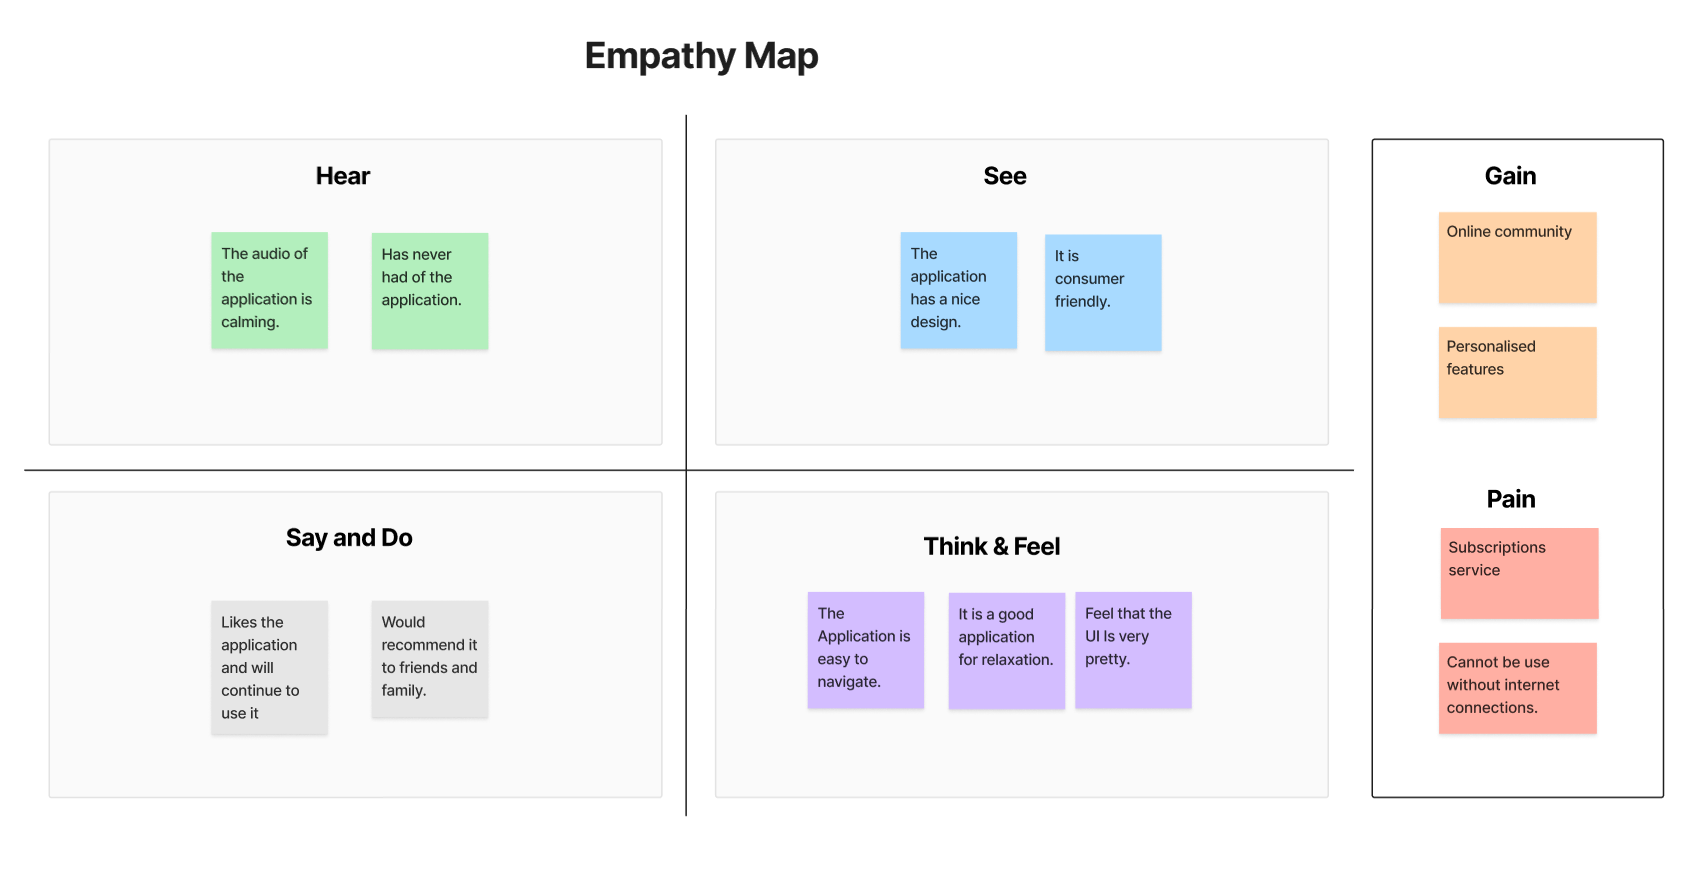 Empathy Map
Hear
The audio of
the
application is
calming.
Has never
had of the
application.
See
The
application
has a nice
design.
It is
consumer
friendly.
Gain
Online community
Personalised
features
Say and Do
Likes the
application
and will
continue to
use it
Would
recommend it
to friends and
family.
Think & Feel
The
Application is
easy to
navigate.
It is a good
application
for relaxation.
Feel that the
UI Is very
pretty.
Pain
Subscriptions
service
Cannot be use
without internet
connections.